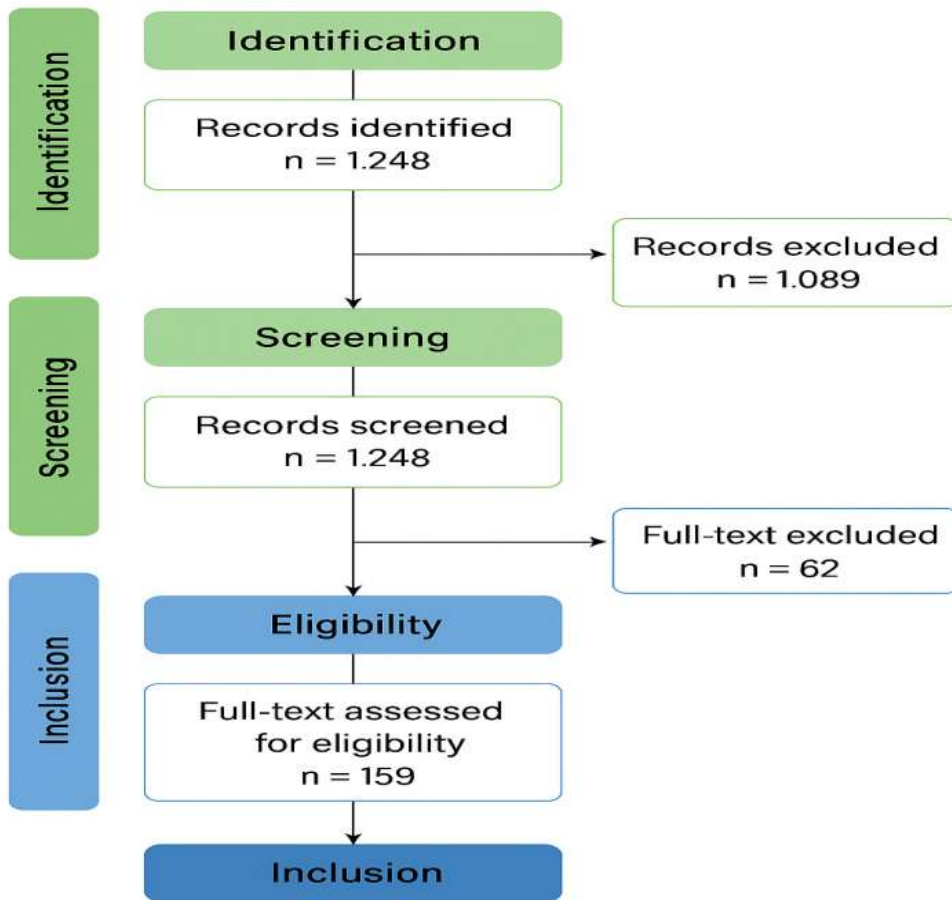 Identification
Identification
Records identified
n = 1.248
Records excluded
n = 1.089
Screening
Screening
Records screened
n = 1.248
Full-text excluded
n = 62
Inclusion
Eligibility
Full-text assessed
for eligibility
n = 159
Inclusion